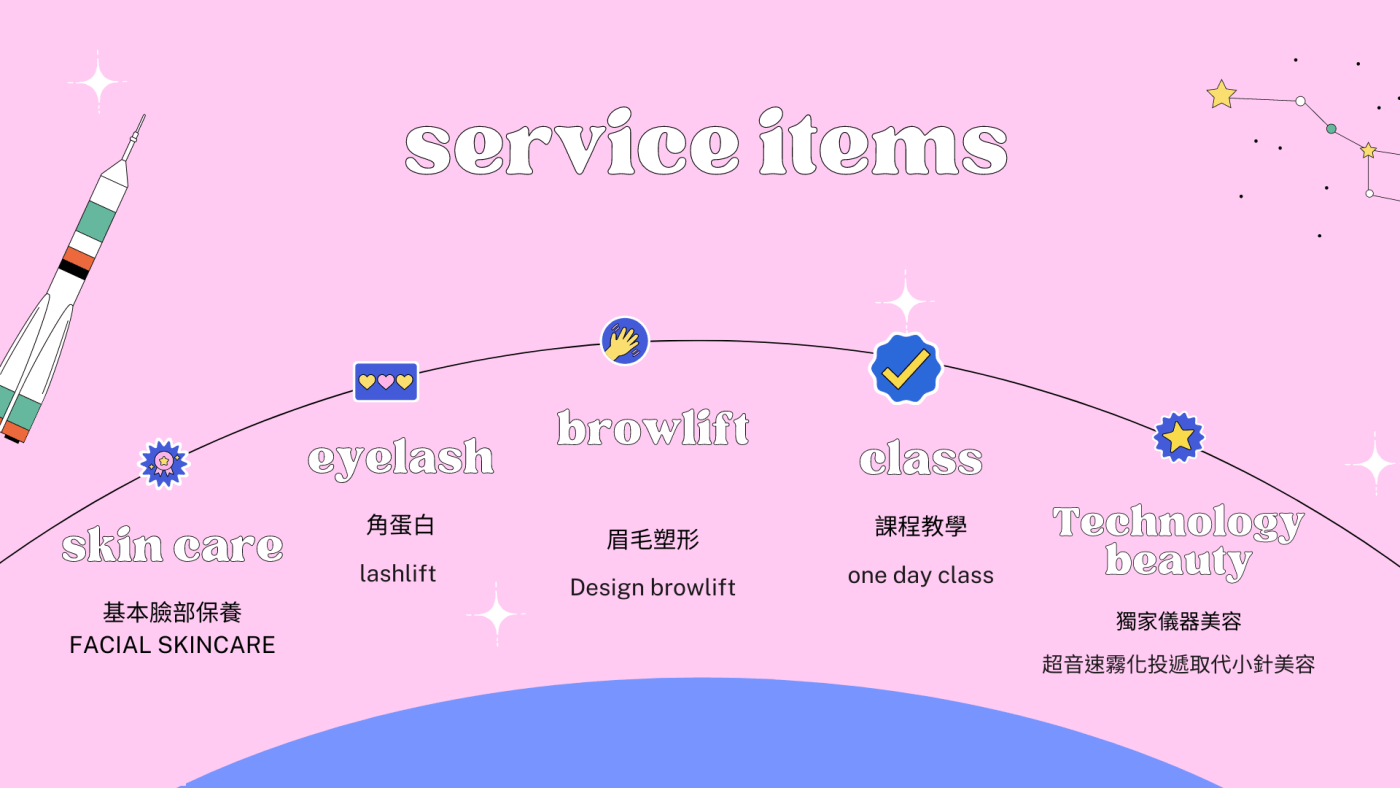 service items
skin care
基本臉部保養
FACIAL SKINCARE
eyelash
角蛋白
lashlift
browlift
眉毛塑形
Design browlift
class
課程教學
one day class
Technology
beauty
獨家儀器美容
超音速霧化投遞取代小針美容